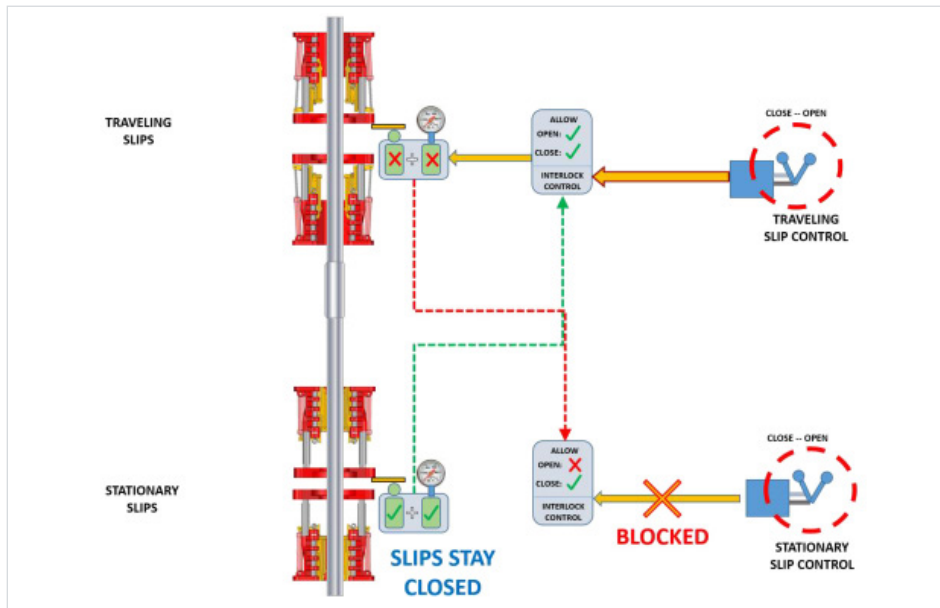 TRAVELING
SLIPS
ALLOW
OPEN:
CLOSE:
INTERLOCK
CONTROL
CLOSE -- OPEN
TRAVELING
SLIP CONTROL
STATIONARY
SLIPS
SLIPS STAY
CLOSED
ALLOW
OPEN:
CLOSE:
INTERLOCK
CONTROL
BLOCKED
CLOSE -- OPEN
STATIONARY
SLIP CONTROL